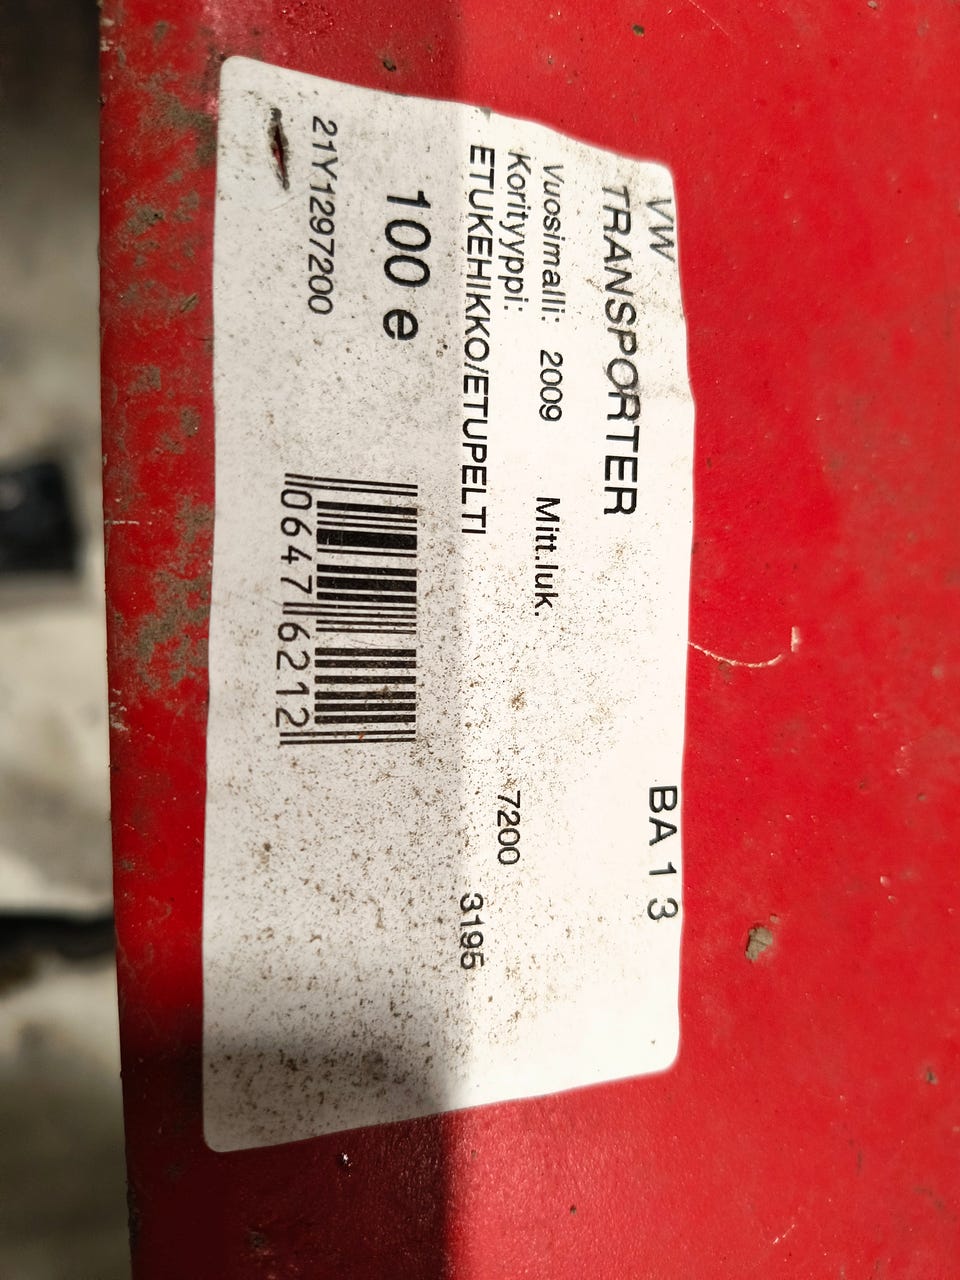 VW BA 1 3
TRANSPORTER
Vuosimalli: 2009 Mitt.luk.
Korityyppi: 7200
ETUKEHIKKO/ETUPELTI 3195
100 e
21Y1297200
0647 6212